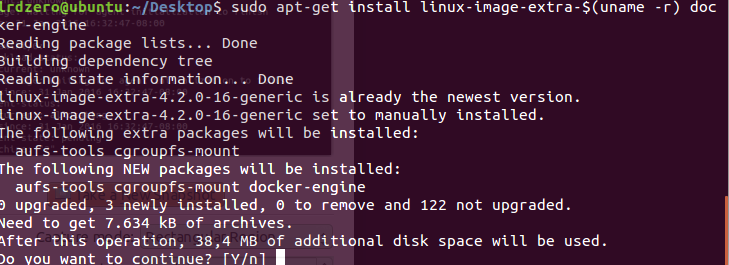 lrdzero@ubuntu:~/Desktop$ sudo apt-get install linux-image-extra-$(uname -r) doc
ker-engine
Reading package lists... Done
Building dependency tree
Reading state information... Done
linux-image-extra-4.2.0-16-generic is already the newest version.
linux-image-extra-4.2.0-16-generic set to manually installed.
The following extra packages will be installed:
  aufs-tools cgroupfs-mount
The following NEW packages will be installed:
  aufs-tools cgroupfs-mount docker-engine
0 upgraded, 3 newly installed, 0 to remove and 122 not upgraded.
Need to get 7.634 kB of archives.
After this operation, 38,4 MB of additional disk space will be used.
Do you want to continue? [Y/n]